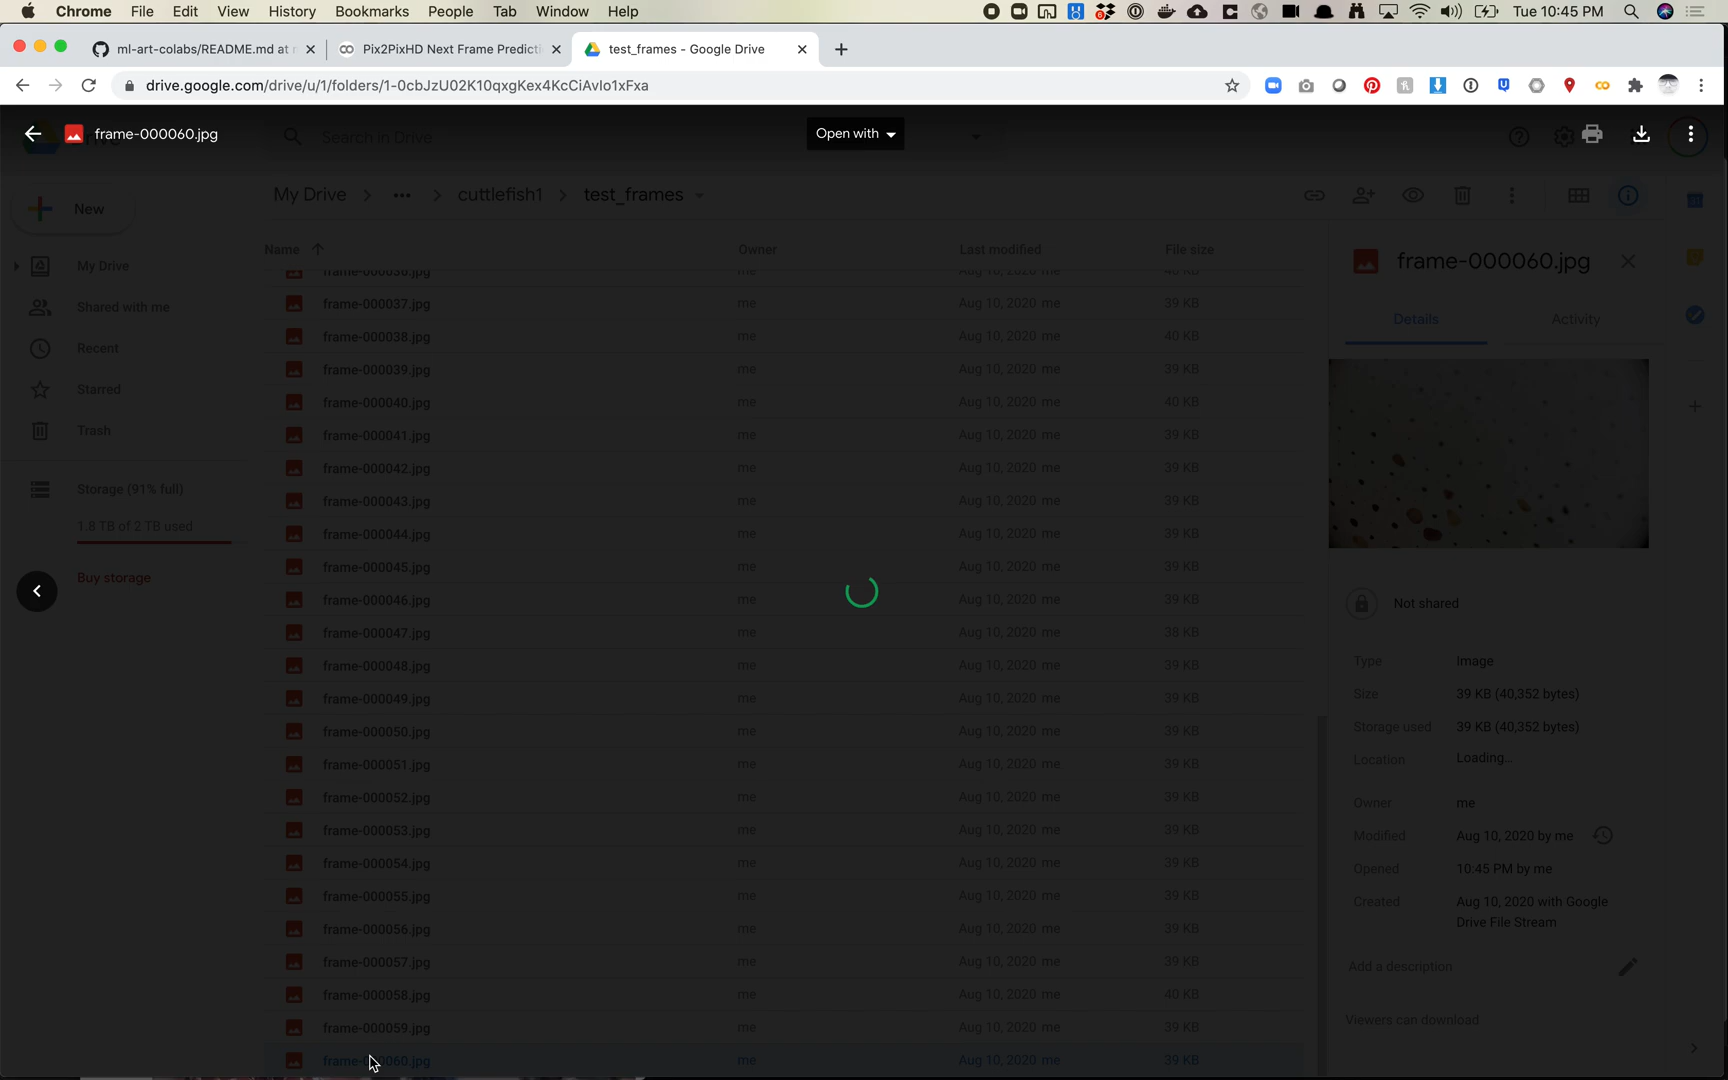 Chrome File Edit View History Bookmarks People Tab Window Help Tue 10:45 PM
ml-art-colabs/README.md at Pix2PixHD Next Frame Predicti test_frames - Google Drive
drive.google.com/drive/u/1/folders/1-0cbJzU02K10qxgKex4KcCiAvIo1xFxa
frame-000060.jpg Search in Drive Open with
New My Drive ... cuttlefish1 test_frames
Name Owner Last modified File size
frame-000036.jpg me Aug 10, 2020 me 40 KB
frame-000037.jpg me Aug 10, 2020 me 39 KB
frame-000038.jpg me Aug 10, 2020 me 40 KB
frame-000039.jpg me Aug 10, 2020 me 39 KB
frame-000040.jpg me Aug 10, 2020 me 40 KB
frame-000041.jpg me Aug 10, 2020 me 39 KB
frame-000042.jpg me Aug 10, 2020 me 39 KB
frame-000043.jpg me Aug 10, 2020 me 39 KB
frame-000044.jpg me Aug 10, 2020 me 39 KB
frame-000045.jpg me Aug 10, 2020 me 39 KB
frame-000046.jpg me Aug 10, 2020 me 39 KB
frame-000047.jpg me Aug 10, 2020 me 38 KB
frame-000048.jpg me Aug 10, 2020 me 39 KB
frame-000049.jpg me Aug 10, 2020 me 39 KB
frame-000050.jpg me Aug 10, 2020 me 39 KB
frame-000051.jpg me Aug 10, 2020 me 39 KB
frame-000052.jpg me Aug 10, 2020 me 39 KB
frame-000053.jpg me Aug 10, 2020 me 39 KB
frame-000054.jpg me Aug 10, 2020 me 39 KB
frame-000055.jpg me Aug 10, 2020 me 39 KB
frame-000056.jpg me Aug 10, 2020 me 39 KB
frame-000057.jpg me Aug 10, 2020 me 39 KB
frame-000058.jpg me Aug 10, 2020 me 40 KB
frame-000059.jpg me Aug 10, 2020 me 39 KB
frame-000060.jpg me Aug 10, 2020 me 39 KB
My Drive
Shared with me
Recent
Starred
Trash
Storage (91% full)
1.8 TB of 2 TB used
Buy storage
frame-000060.jpg
Details Activity
Not shared
Type Image
Size 39 KB (40,352 bytes)
Storage used 39 KB (40,352 bytes)
Location Loading...
Owner me
Modified Aug 10, 2020 by me
Opened 10:45 PM by me
Created Aug 10, 2020 with Google
Drive File Stream
Add a description
Viewers can download